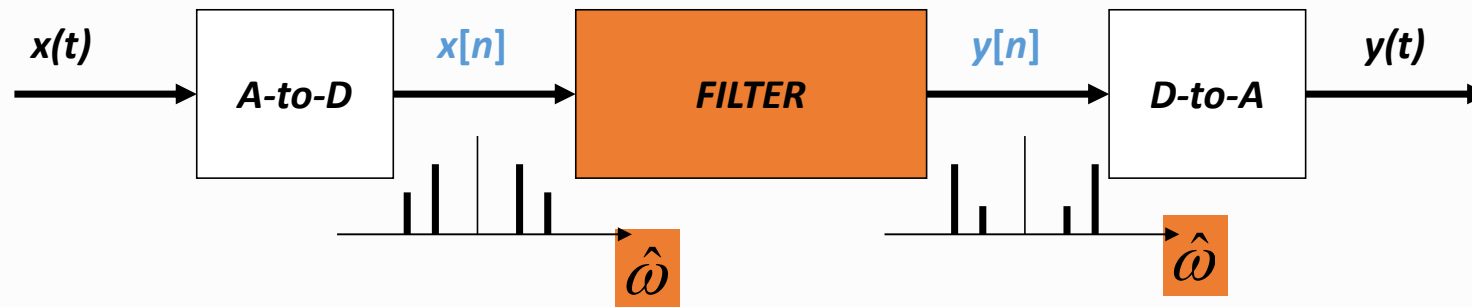 x(t)
A-to-D
x[n]
FILTER
y[n]
D-to-A
y(t)
ω̂
ω̂